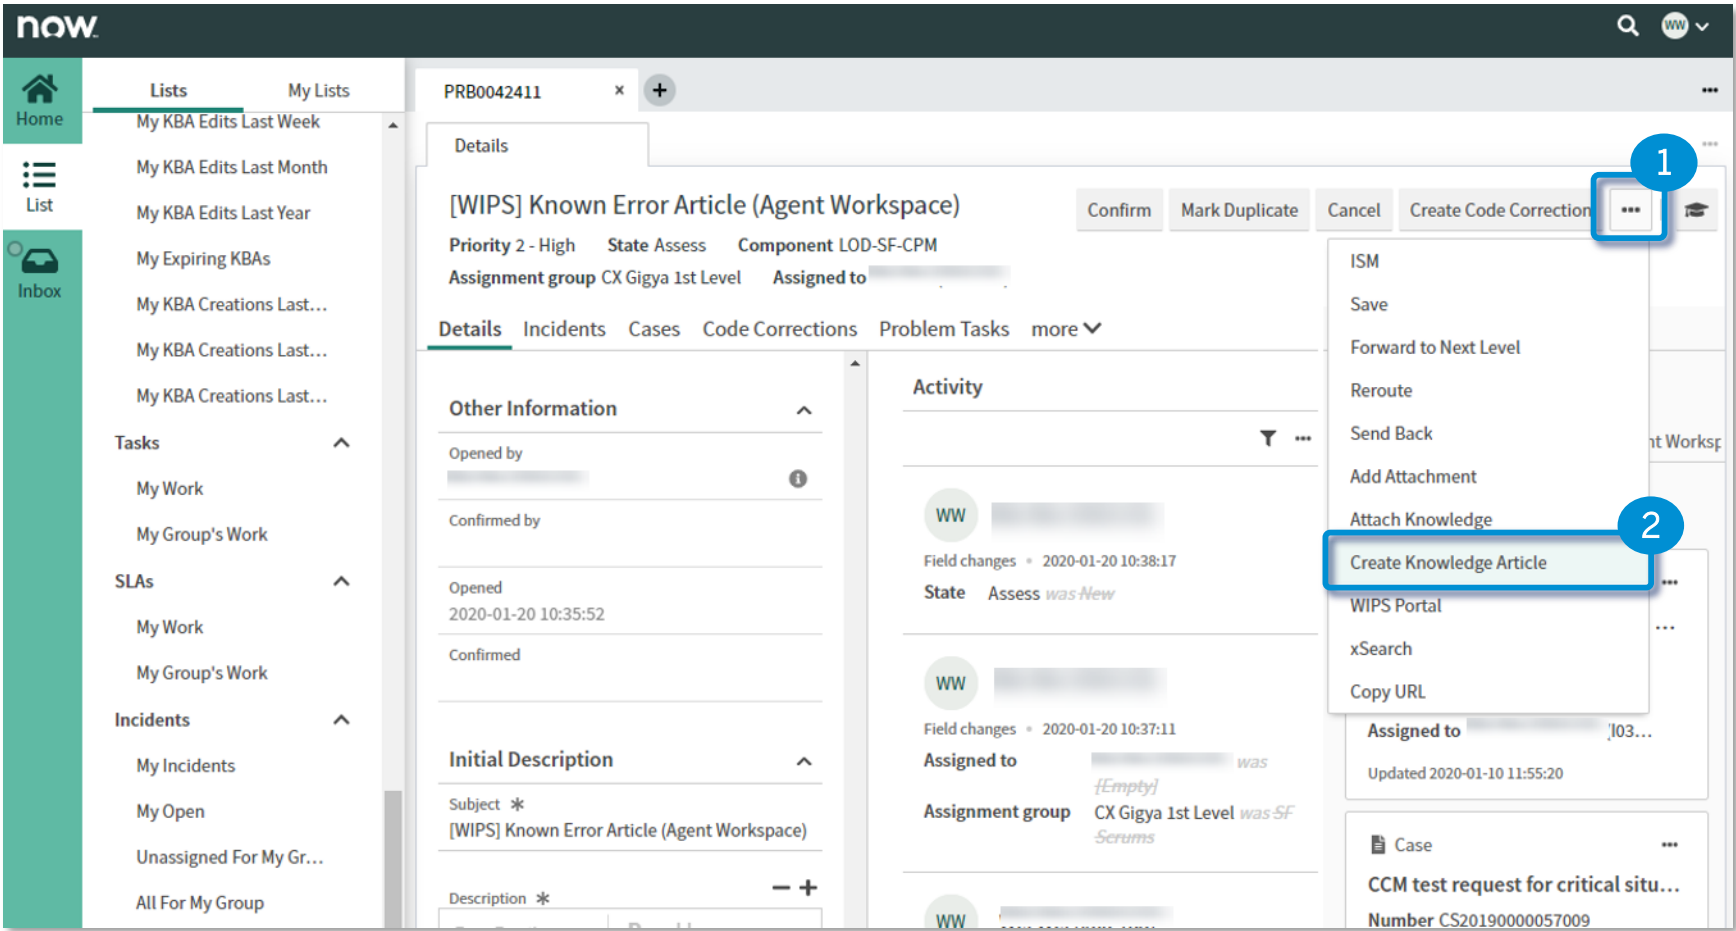 now.
WW
Home
List
Inbox
Lists
My Lists
My KBA Edits Last Week
My KBA Edits Last Month
My KBA Edits Last Year
My Expiring KBAs
My KBA Creations Last...
My KBA Creations Last...
My KBA Creations Last...
Tasks
My Work
My Group's Work
SLAs
My Work
My Group's Work
Incidents
My Incidents
My Open
Unassigned For My Gr...
All For My Group
PRB0042411 × +
Details
[WIPS] Known Error Article (Agent Workspace)
Confirm
Mark Duplicate
Cancel
Create Code Correction
1
Priority 2 - High State Assess Component LOD-SF-CPM
Assignment group CX Gigya 1st Level Assigned to
Details Incidents Cases Code Corrections Problem Tasks more
Other Information
Opened by
Confirmed by
Opened
2020-01-20 10:35:52
Confirmed
Initial Description
Subject *
[WIPS] Known Error Article (Agent Workspace)
Description *
Activity
WW
Field changes • 2020-01-20 10:38:17
State Assess was New
WW
Field changes • 2020-01-20 10:37:11
Assigned to was
[Empty]
Assignment group CX Gigya 1st Level was SF
Scrums
WW
ISM
Save
Forward to Next Level
Reroute
Send Back
Add Attachment
Attach Knowledge
2
Create Knowledge Article
WIPS Portal
xSearch
Copy URL
Assigned to
Updated 2020-01-10 11:55:20
Case
CCM test request for critical situ...
Number CS20190000057009